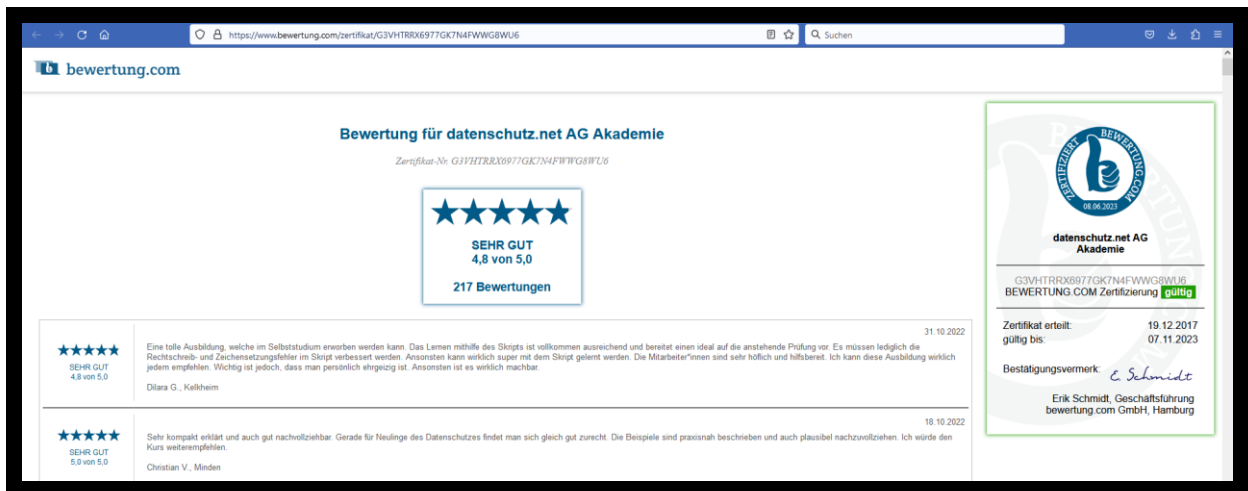 https://www.bewertung.com/zertifikat/G3VHTRRX6977GK7N4FWWG8WU6
Suchen
b bewertung.com
Bewertung für datenschutz.net AG Akademie
Zertifikat-Nr. G3VHTRRX6977GK7N4FWWG8WU6
SEHR GUT
4,8 von 5,0
217 Bewertungen
31.10.2022
SEHR GUT
4,8 von 5,0
Eine tolle Ausbildung, welche im Selbststudium erworben werden kann. Das Lernen mithilfe des Skripts ist vollkommen ausreichend und bereitet einen ideal auf die anstehende Prüfung vor. Es müssen lediglich die
Rechtschreib- und Zeichensetzungsfehler im Skript verbessert werden. Ansonsten kann wirklich super mit dem Skript gelernt werden. Die Mitarbeiter*innen sind sehr höflich und hilfsbereit. Ich kann diese Ausbildung wirklich
jedem empfehlen. Wichtig ist jedoch, dass man persönlich ehrgeizig ist. Ansonsten ist es wirklich machbar.
Dilara G., Kelkheim
18.10.2022
SEHR GUT
5,0 von 5,0
Sehr kompakt erklärt und auch gut nachvollziehbar. Gerade für Neulinge des Datenschutzes findet man sich gleich gut zurecht. Die Beispiele sind praxisnah beschrieben und auch plausibel nachzuvollziehen. Ich würde den
Kurs weiterempfehlen.
Christian V., Minden
BEWERTUNG.COM
ZERTIFIZIERT BEWERTUNG.COM
b
08.06.2023
datenschutz.net AG
Akademie
G3VHTRRX6977GK7N4FWWG8WU6
BEWERTUNG.COM Zertifizierung gültig
Zertifikat erteilt: 19.12.2017
gültig bis: 07.11.2023
Bestätigungsvermerk: E. Schmidt
Erik Schmidt, Geschäftsführung
bewertung.com GmbH, Hamburg